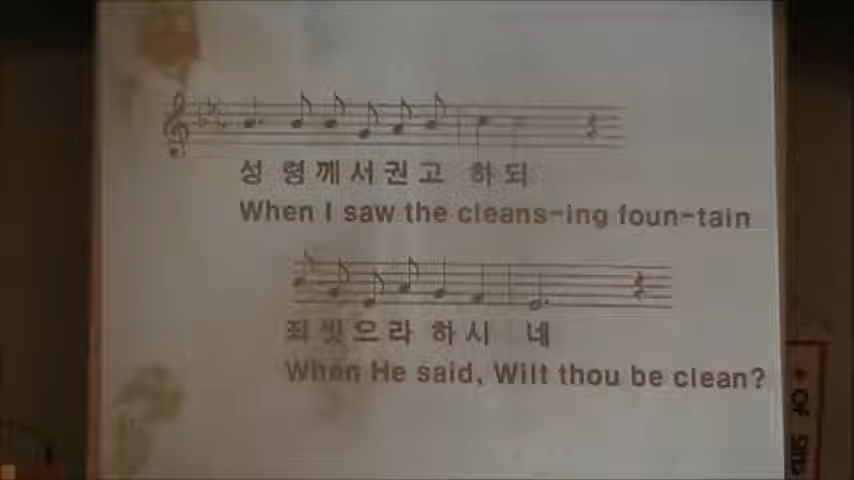 성 령께서권고 하되
When I saw the cleans-ing foun-tain
죄 씻으라 하시 네
When He said, Wilt thou be clean?
OF